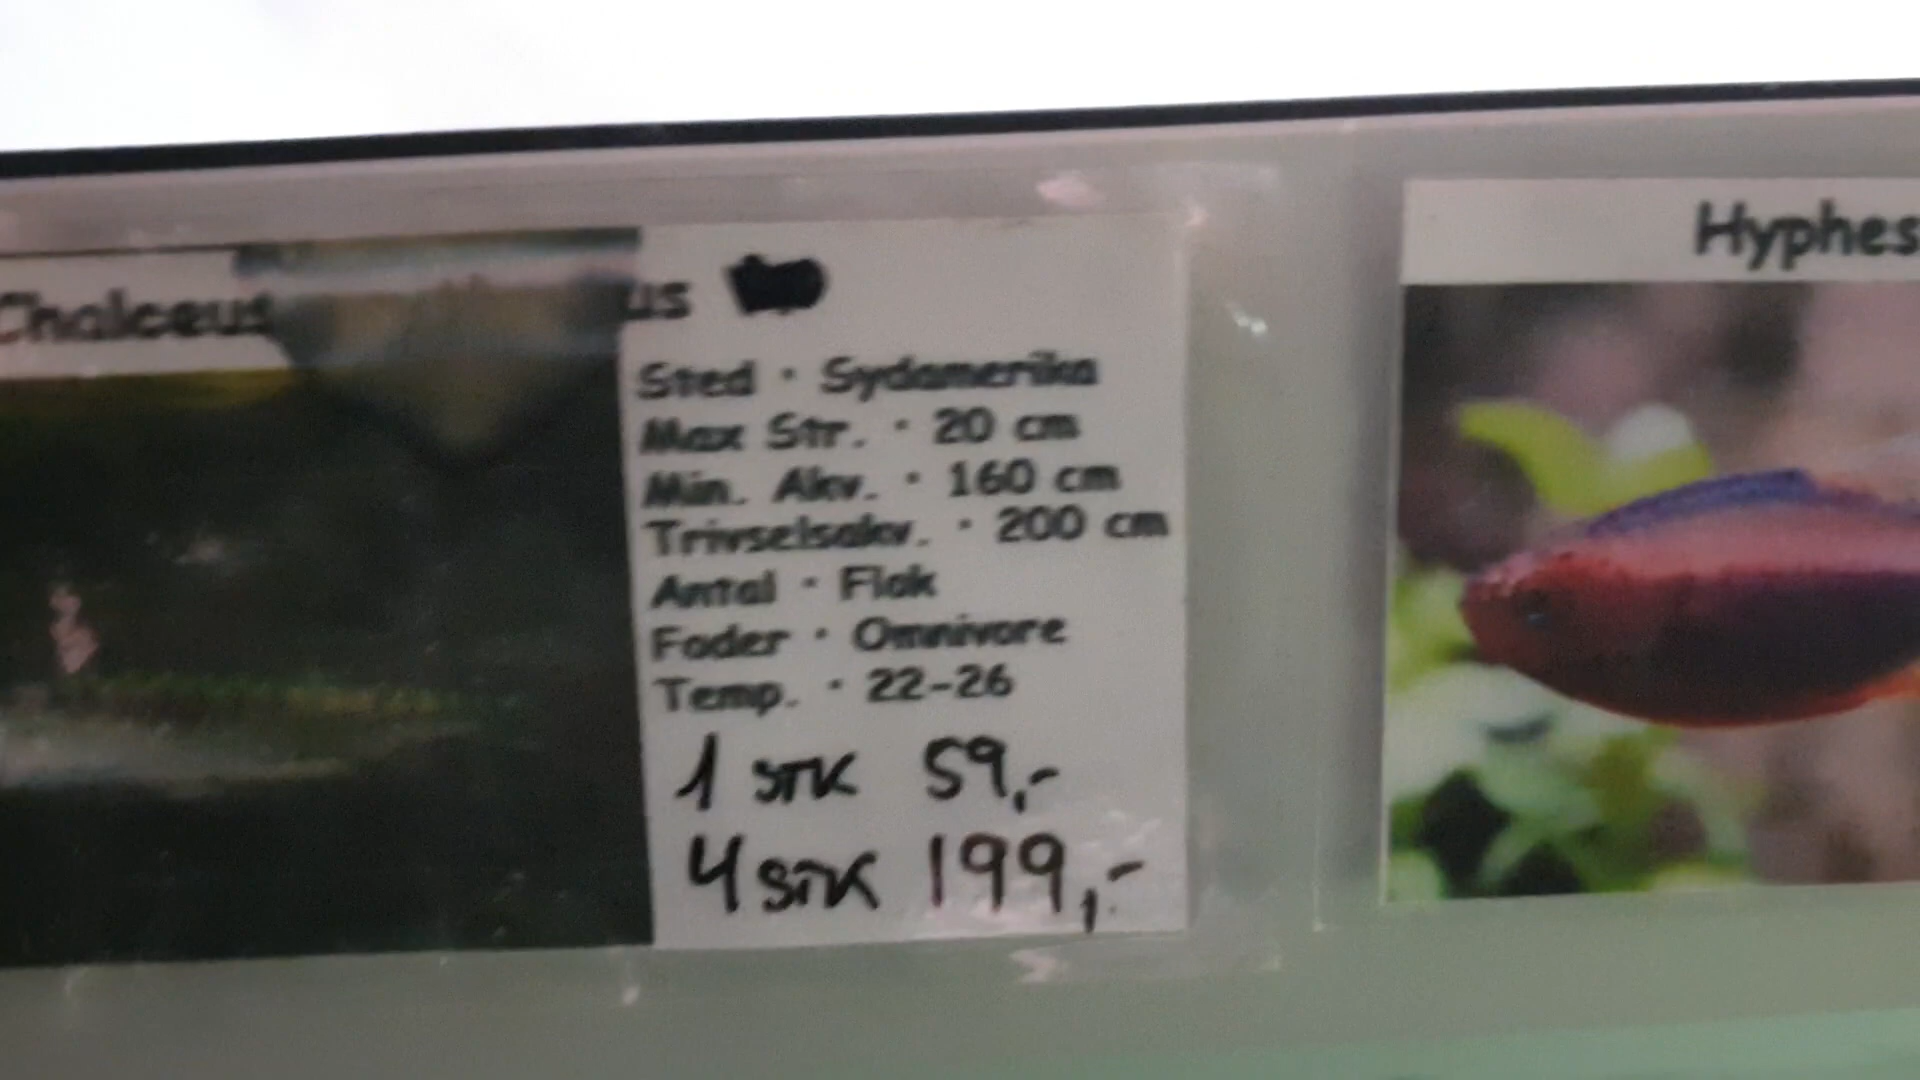 Chalceus
us
Sted · Sydamerika
Max Str. · 20 cm
Min. Akv. · 160 cm
Trivselsakv. · 200 cm
Antal · Flok
Foder · Omnivore
Temp. · 22-26
1 STK 59,-
4 STK 199,-
Hyphes